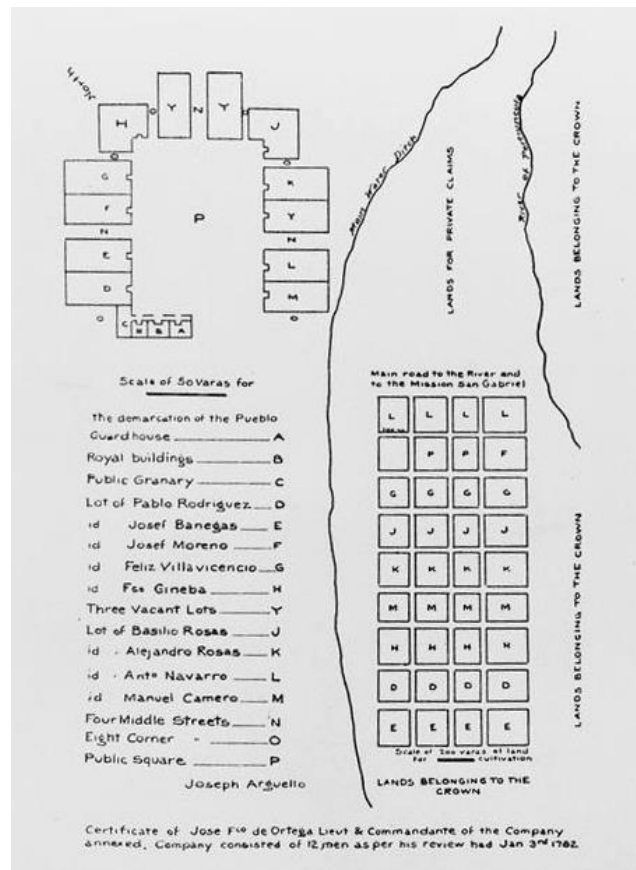 North
H
O
Y
N
Y
O
J
O
O
G
F
K
Y
N
P
N
E
D
L
M
O
O
C
B
A
Scale of 50 Varas for
The demarcation of the Pueblo
Guard house A
Royal buildings B
Public Granary C
Lot of Pablo Rodriguez D
id Josef Banegas E
id Josef Moreno F
id Feliz Villavicencio G
id Fco Gineba H
Three Vacant Lots Y
Lot of Basilio Rosas J
id - Alejandro Rosas K
id - Anto Navarro L
id Manuel Camero M
Four Middle Streets N
Eight Corner " O
Public Square P
Joseph Arguello
Main Water Ditch
LANDS FOR PRIVATE CLAIMS
LANDS BELONGING TO THE CROWN
Main road to the River and
to the Mission San Gabriel
L L L L
P P F
G G G G
J J J J
K K K K
M M M M
H H H H
D D D D
E E E E
Scale of 200 varas of land
for cultivation
LANDS BELONGING TO THE
CROWN
LANDS BELONGING TO THE CROWN
Certificate of Jose Fco de Ortega Lieut & Commandante of the Company
annexed. Company consisted of 12 men as per his review had Jan 3rd 1782